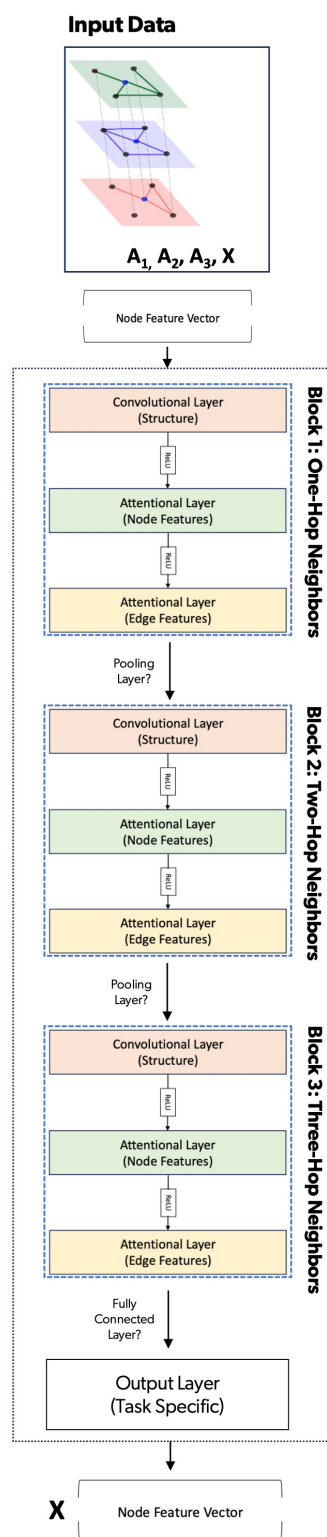 Input Data
A1, A2, A3, X
Node Feature Vector
Block 1: One-Hop Neighbors
Convolutional Layer
(Structure)
ReLU
Attentional Layer
(Node Features)
ReLU
Attentional Layer
(Edge Features)
Pooling
Layer?
Block 2: Two-Hop Neighbors
Convolutional Layer
(Structure)
ReLU
Attentional Layer
(Node Features)
ReLU
Attentional Layer
(Edge Features)
Pooling
Layer?
Block 3: Three-Hop Neighbors
Convolutional Layer
(Structure)
ReLU
Attentional Layer
(Node Features)
ReLU
Attentional Layer
(Edge Features)
Fully
Connected
Layer?
Output Layer
(Task Specific)
X
Node Feature Vector